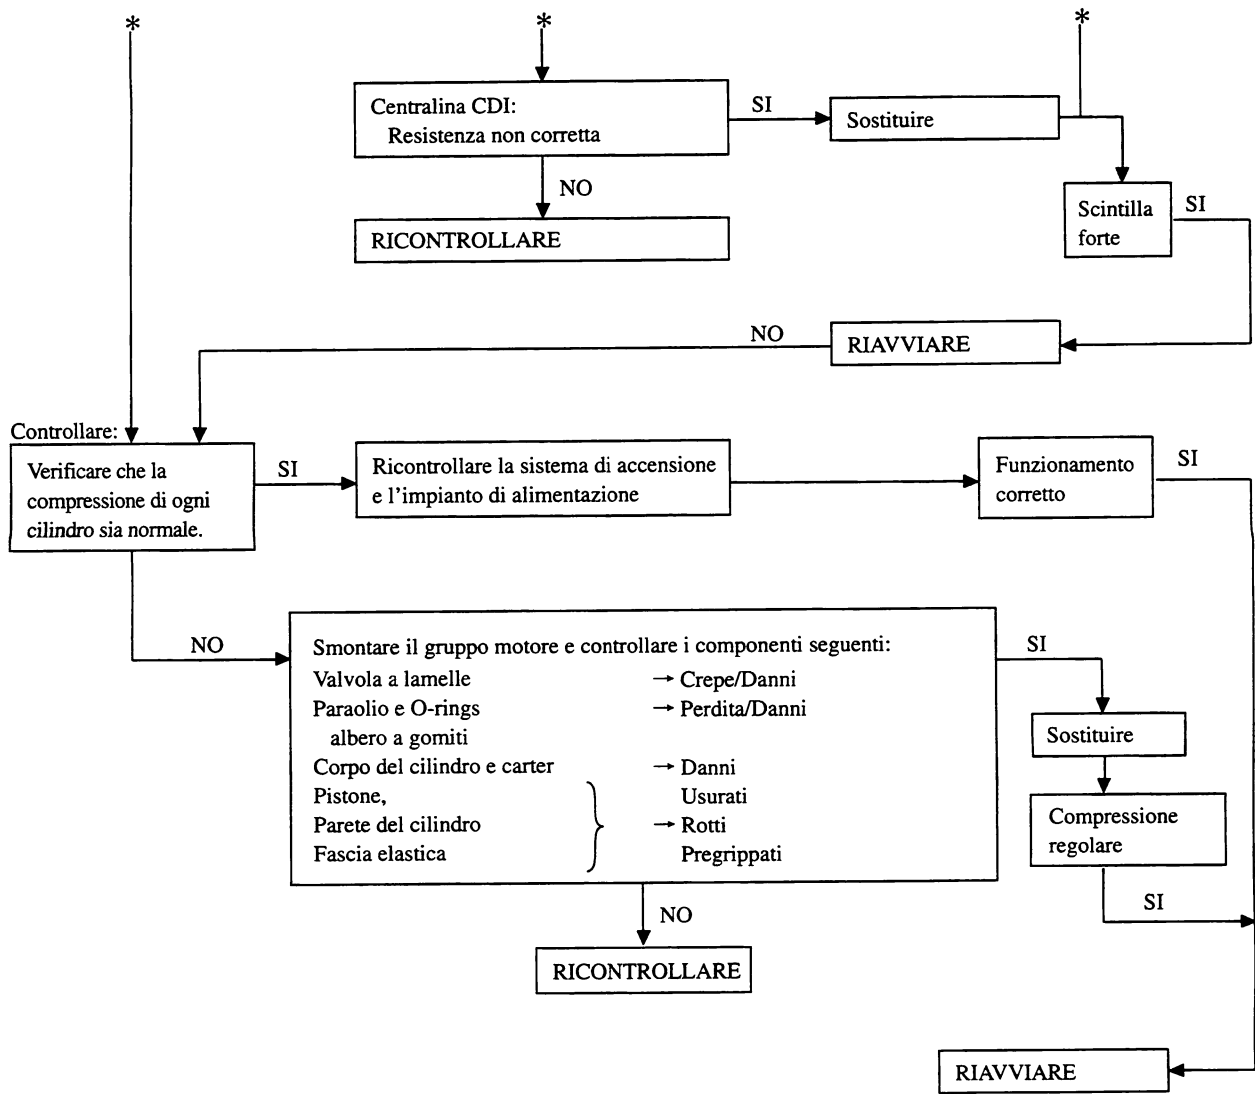 * * *
Centralina CDI:
Resistenza non corretta
SI
Sostituire
NO
Scintilla
forte
SI
RICONTROLLARE
NO
RIAVVIARE
Controllare:
Verificare che la
compressione di ogni
cilindro sia normale.
SI
Ricontrollare la sistema di accensione
e l'impianto di alimentazione
Funzionamento
corretto
SI
NO
Smontare il gruppo motore e controllare i componenti seguenti:
Valvola a lamelle → Crepe/Danni
Paraolio e O-rings → Perdita/Danni
albero a gomiti
Corpo del cilindro e carter → Danni
Pistone, Usurati
Parete del cilindro → Rotti
Fascia elastica Pregrippati
SI
Sostituire
Compressione
regolare
SI
NO
RICONTROLLARE
RIAVVIARE